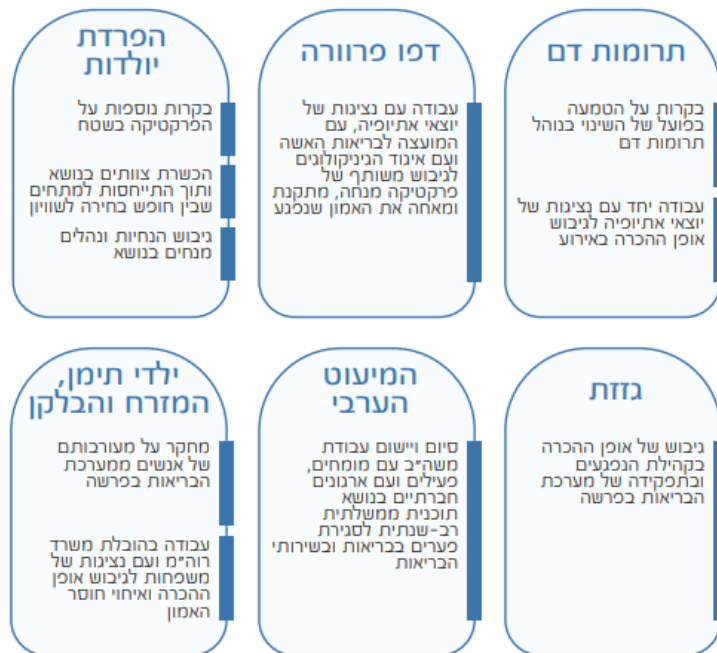 תרומות דם
בקרות על הטמעה
בפועל של השינוי בנוהל
תרומות דם
עבודה יחד עם נציגות של
יוצאי אתיופיה לגיבוש
אופן ההכרה באירוע
דפו פרוורה
עבודה עם נציגות של
יוצאי אתיופיה, עם
המועצה לבריאות האשה
ועם איגוד הגיניקולוגים
לגיבוש משותף של
פרקטיקה מנחה, מתקנת
ומאחה את האמון שנפגע
הפרדת
יולדות
בקרות נוספות על
הפרקטיקה בשטח
הכשרת צוותים בנושא
ותוך התייחסות למתחים
שבין חופש בחירה לשוויון
גיבוש הנחיות ונהלים
מנחים בנושא
גזזת
גיבוש של אופן ההכרה
בקהילת הנפגעים
ובתפקידה של מערכת
הבריאות בפרשה
המיעוט
הערבי
סיום ויישום עבודת
משה"ב עם מומחים,
פעילים ועם ארגונים
חברתיים בנושא
תוכנית ממשלתית
רב-שנתית לסגירת
פערים בבריאות ובשירותי
הבריאות
ילדי תימן,
המזרח והבלקן
מחקר על מעורבותם
של אנשים ממערכת
הבריאות בפרשה
עבודה בהובלת משרד
רוה"מ ועם נציגות של
משפחות לגיבוש אופן
ההכרה ואיחוי חוסר
האמון